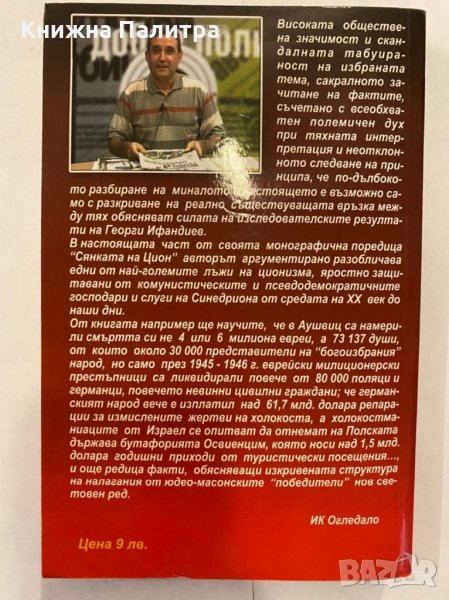 Книжна Палитра
Високата обществе-
на значимост и скан-
далната табуира-
ност на избраната
тема, сакралното за-
читане на фактите,
съчетано с всеобхва-
тен полемичен дух
при тяхната интер-
претация и неотклон-
ното следване на при-
нципа, че по-дълбоко-
то разбиране на миналото и настоящето е възможно са-
мо с разкриване на реално съществуващата връзка меж-
ду тях обясняват силата на изследователските резулта-
ти на Георги Ифандиев.
В настоящата част от своята монографична поредица
"Сянката на Цион" авторът аргументирано разобличава
едни от най-големите лъжи на ционизма, яростно защи-
тавани от комунистическите и псевдодемократичните
господари и слуги на Синедриона от средата на ХХ век до
наши дни.
От книгата например ще научите, че в Аушвиц са намери-
ли смъртта си не 4 или 6 милиона евреи, а 73 137 души,
от които около 30 000 представители на "богоизбрания"
народ, но само през 1945 - 1946 г. еврейски милиционерски
престъпници са ликвидирали повече от 80 000 поляци и
германци, повечето невинни цивилни граждани; че герман-
ският народ вече е изплатил над 61,7 млд. долара репара-
ции за измислените жертви на холокоста, а холокостма-
ниаците от Израел се опитват да отнемат на Полската
държава бутафорията Освиенцим, която носи над 1,5 млд.
долара годишни приходи от туристически посещения...,
и още редица факти, обясняващи изкривената структура
на налагания от юдео-масонските "победители" нов све-
товен ред.
ИК Огледало
Цена 9 лв.
BAZAR